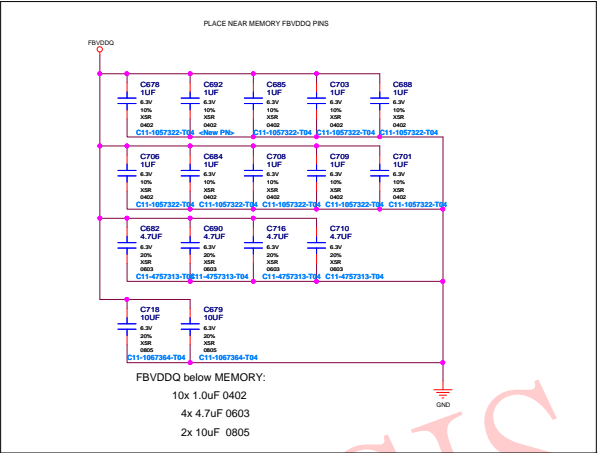 PLACE NEAR MEMORY FBVDDQ PINS
FBVDDQ
C678 C692 C685 C703 C688
1UF 1UF 1UF 1UF 1UF
6.3V 6.3V 6.3V 6.3V 6.3V
10% 10% 10% 10% 10%
X5R X5R X5R X5R X5R
0402 0402 0402 0402 0402
C11-1057322-T04 <New PN> C11-1057322-T04 C11-1057322-T04 C11-1057322-T04
C706 C684 C708 C709 C701
1UF 1UF 1UF 1UF 1UF
6.3V 6.3V 6.3V 6.3V 6.3V
10% 10% 10% 10% 10%
X5R X5R X5R X5R X5R
0402 0402 0402 0402 0402
C11-1057322-T04 C11-1057322-T04 C11-1057322-T04 C11-1057322-T04 C11-1057322-T04
C682 C690 C716 C710
4.7UF 4.7UF 4.7UF 4.7UF
6.3V 6.3V 6.3V 6.3V
20% 20% 20% 20%
X5R X5R X5R X5R
0603 0603 0603 0603
C11-4757313-T04 C11-4757313-T04 C11-4757313-T04 C11-4757313-T04
C718 C679
10UF 10UF
6.3V 6.3V
20% 20%
X5R X5R
0805 0805
C11-1067364-T04 C11-1067364-T04
FBVDDQ below MEMORY:
10x 1.0uF 0402
4x 4.7uF 0603
2x 10uF 0805
GND